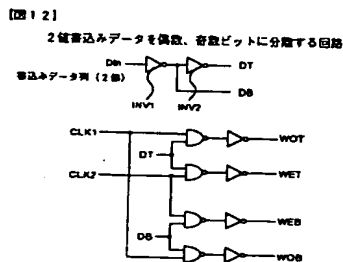 【図12】
2値書込みデータを偶数、奇数ビットに分離する回路
Din
DT
書込みデータ列(2値)
DB
INV1
INV2
CLK1
WOT
DT
CLK2
WET
WEB
DB
WOB